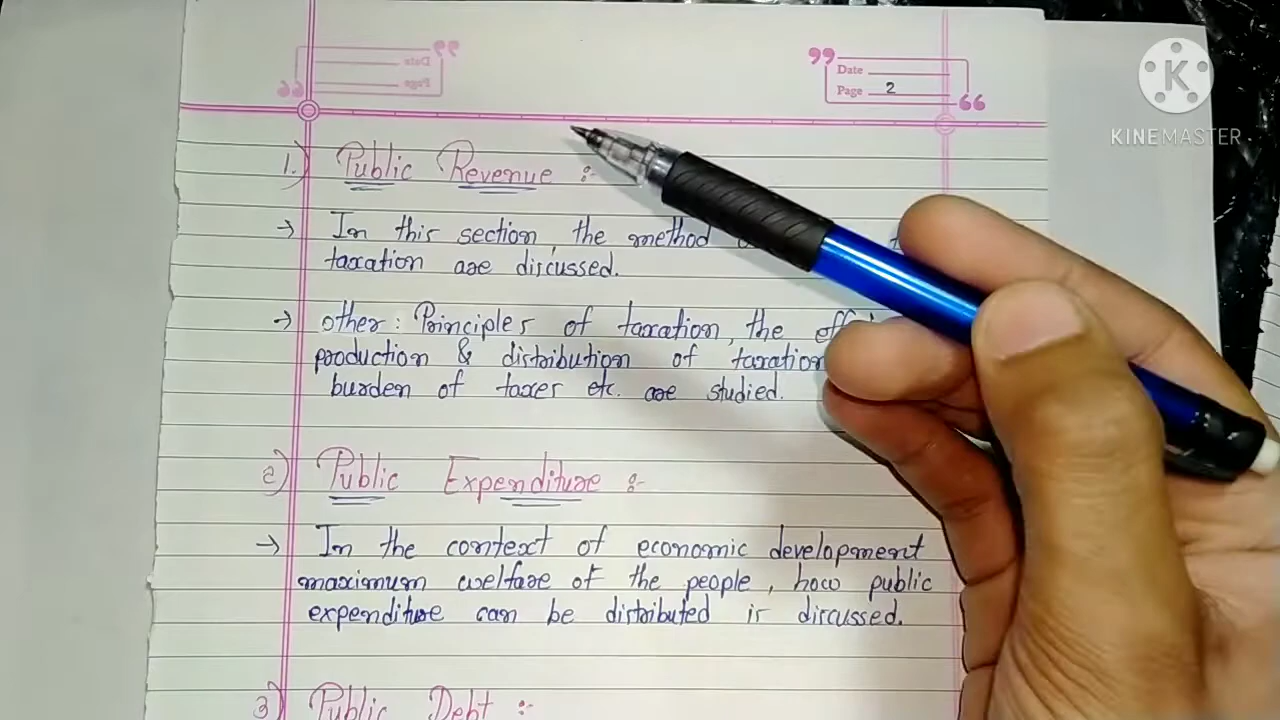 Date
Page 2
KINEMASTER
1.) Public Revenue :-
→ In this section, the method
taxation are discussed.
→ other: Principles of taxation, the
production & distribution of taxation
burden of taxes etc. are studied.
2) Public Expenditure :-
→ In the context of economic development
maximum welfare of the people, how public
expenditure can be distributed is discussed.
3) Public Debt :-